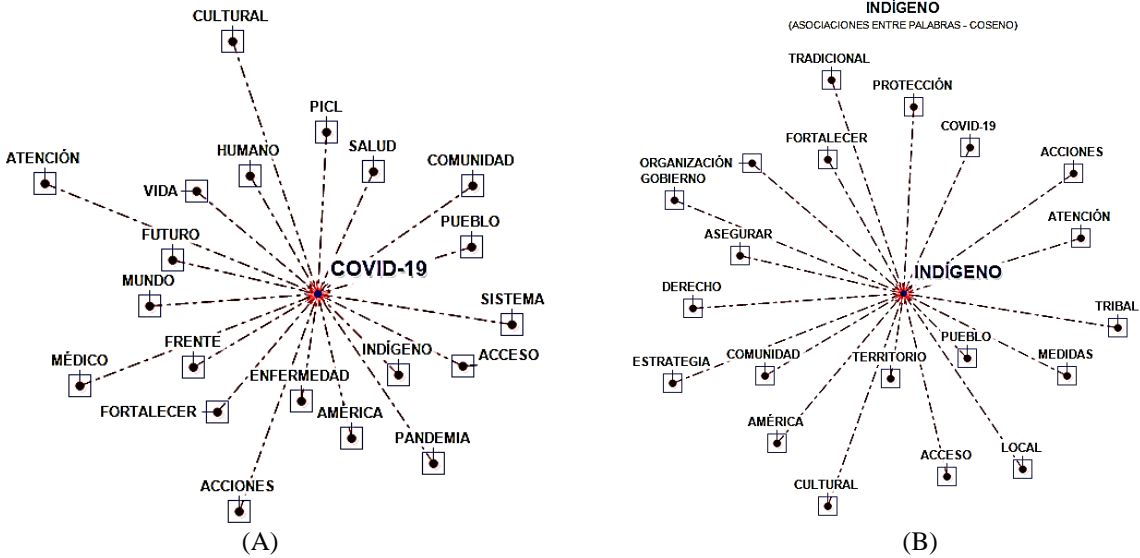 CULTURAL
PICL
HUMANO
SALUD
COMUNIDAD
ATENCIÓN
VIDA
PUEBLO
FUTURO
COVID-19
MUNDO
SISTEMA
FRENTE
INDÍGENO
MÉDICO
ACCESO
ENFERMEDAD
FORTALECER
AMÉRICA
PANDEMIA
ACCIONES
(A)
INDÍGENO
(ASOCIACIONES ENTRE PALABRAS - COSENO)
TRADICIONAL
PROTECCIÓN
COVID-19
FORTALECER
ACCIONES
ORGANIZACIÓN
GOBIERNO
ATENCIÓN
ASEGURAR
INDÍGENO
DERECHO
TRIBAL
PUEBLO
ESTRATEGIA
COMUNIDAD
TERRITORIO
MEDIDAS
AMÉRICA
LOCAL
ACCESO
CULTURAL
(B)